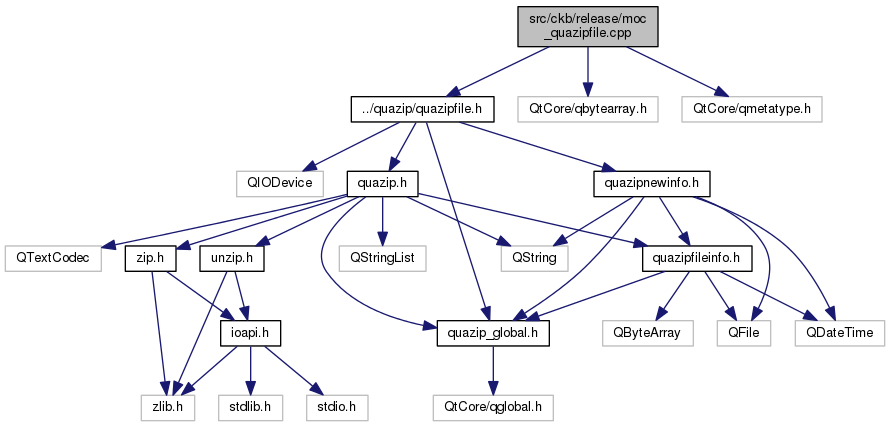 src/ckb/release/moc
_quazipfile.cpp
../quazip/quazipfile.h
QtCore/qbytearray.h
QtCore/qmetatype.h
QIODevice
quazip.h
quazipnewinfo.h
QTextCodec
zip.h
unzip.h
QStringList
QString
quazipfileinfo.h
ioapi.h
quazip_global.h
QByteArray
QFile
QDateTime
zlib.h
stdlib.h
stdio.h
QtCore/qglobal.h